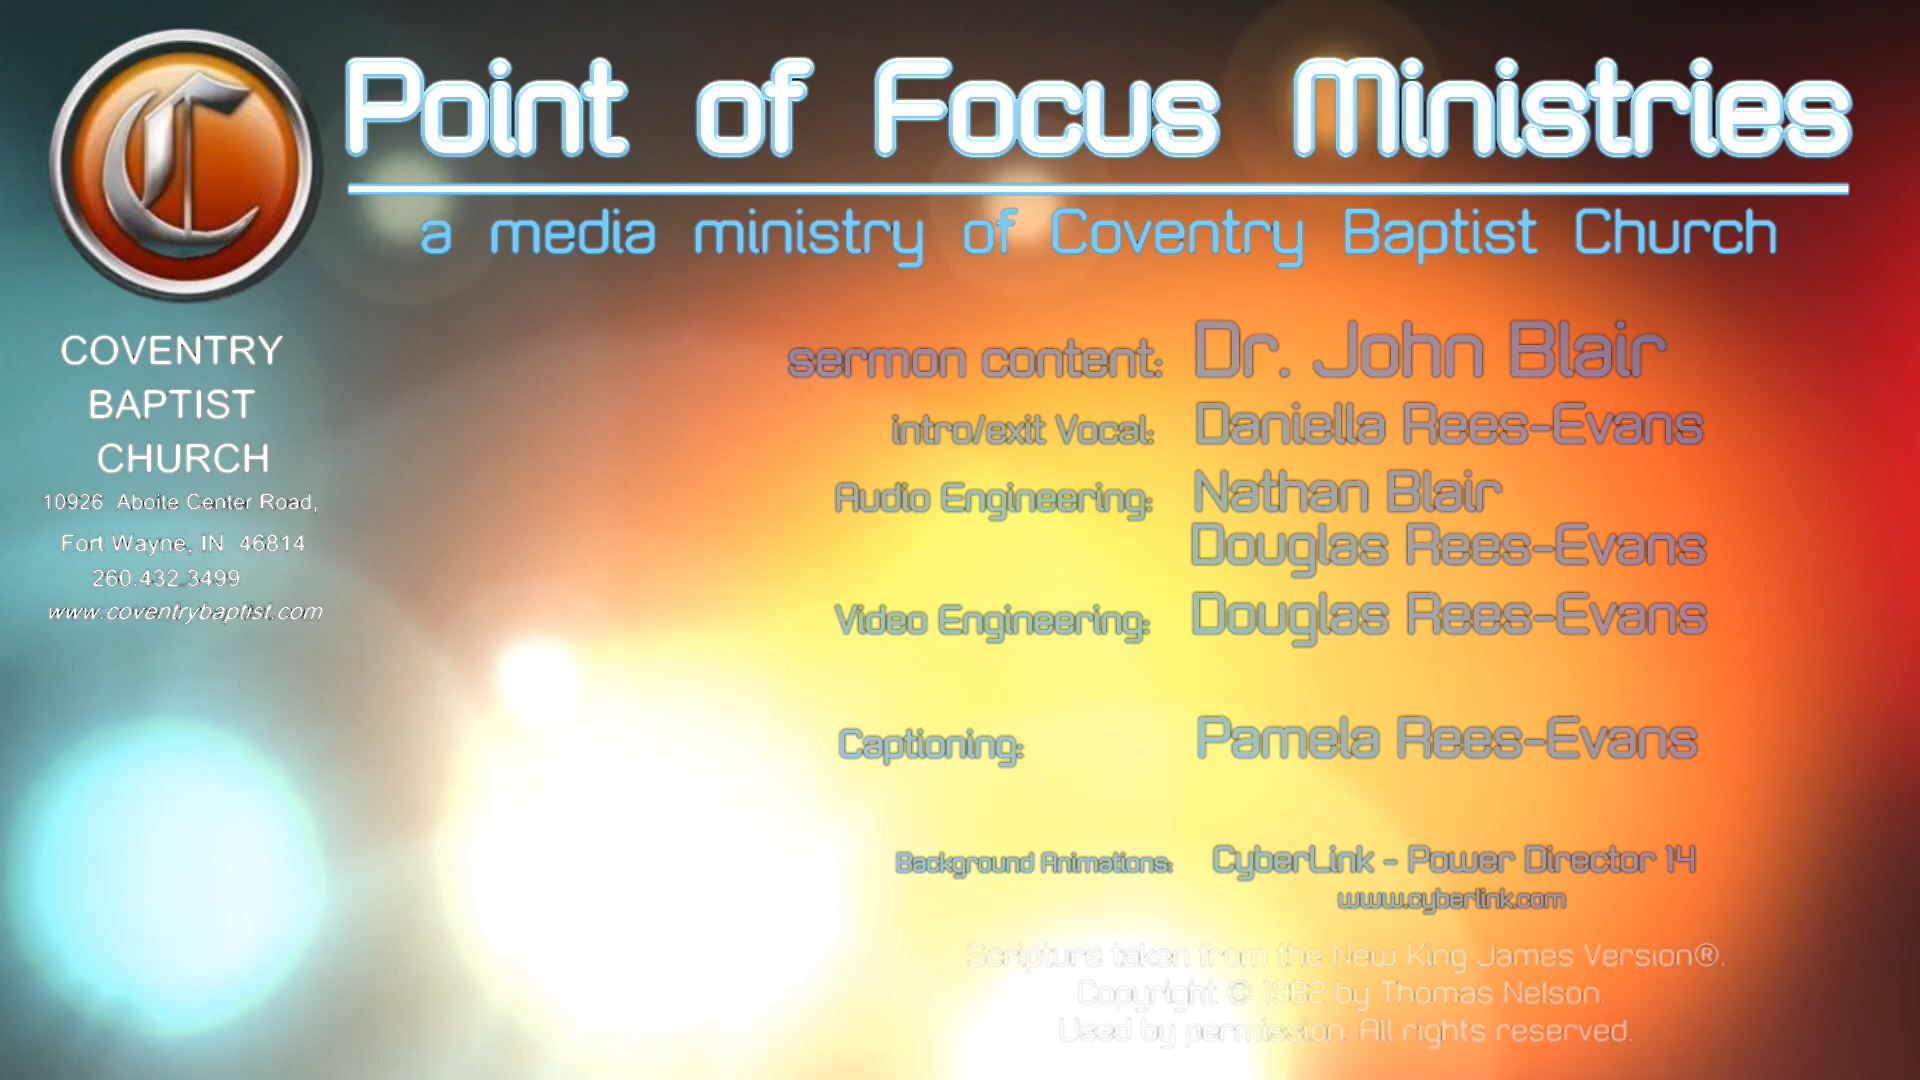 C
Point of Focus Ministries
a media ministry of Coventry Baptist Church
COVENTRY
BAPTIST
CHURCH
10926 Aboite Center Road,
Fort Wayne, IN 46814
260.432.3499
www.coventrybaptist.com
sermon content: Dr. John Blair
intro/exit Vocal: Daniella Rees-Evans
Audio Engineering: Nathan Blair
Douglas Rees-Evans
Video Engineering: Douglas Rees-Evans
Captioning: Pamela Rees-Evans
Background Animations: CyberLink - Power Director 14
www.cyberlink.com
Scripture taken from the New King James Version®.
Copyright © 1982 by Thomas Nelson.
Used by permission. All rights reserved.